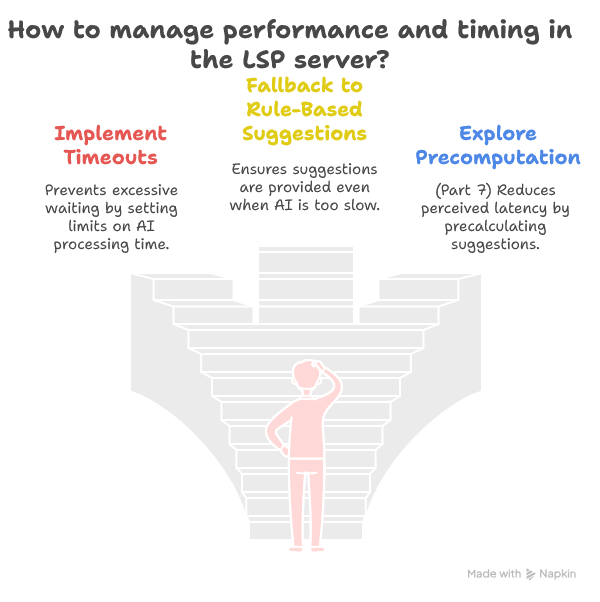 How to manage performance and timing in
the LSP server?
Implement
Timeouts
Prevents excessive
waiting by setting
limits on AI
processing time.
Fallback to
Rule-Based
Suggestions
Ensures suggestions
are provided even
when AI is too slow.
Explore
Precomputation
(Part 7) Reduces
perceived latency by
precalculating
suggestions.
Made with Napkin